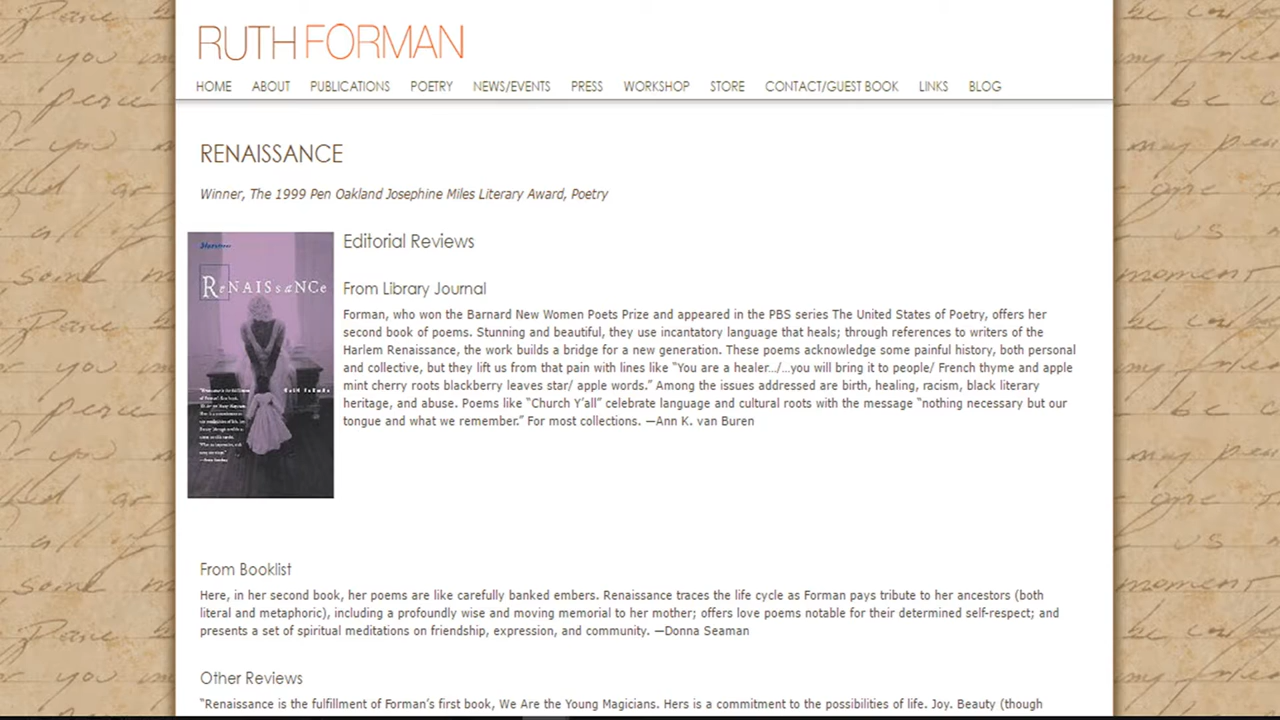 RUTH FORMAN
HOME ABOUT PUBLICATIONS POETRY NEWS/EVENTS PRESS WORKSHOP STORE CONTACT/GUEST BOOK LINKS BLOG
RENAISSANCE
Winner, The 1999 Pen Oakland Josephine Miles Literary Award, Poetry
ReNAISsaNCe
RUTH FORMAN
Editorial Reviews
From Library Journal
Forman, who won the Barnard New Women Poets Prize and appeared in the PBS series The United States of Poetry, offers her
second book of poems. Stunning and beautiful, they use incantatory language that heals; through references to writers of the
Harlem Renaissance, the work builds a bridge for a new generation. These poems acknowledge some painful history, both personal
and collective, but they lift us from that pain with lines like “You are a healer.../...you will bring it to people/ French thyme and apple
mint cherry roots blackberry leaves star/ apple words.” Among the issues addressed are birth, healing, racism, black literary
heritage, and abuse. Poems like “Church Y’all” celebrate language and cultural roots with the message “nothing necessary but our
tongue and what we remember.” For most collections. —Ann K. van Buren
From Booklist
Here, in her second book, her poems are like carefully banked embers. Renaissance traces the life cycle as Forman pays tribute to her ancestors (both
literal and metaphoric), including a profoundly wise and moving memorial to her mother; offers love poems notable for their determined self-respect; and
presents a set of spiritual meditations on friendship, expression, and community. —Donna Seaman
Other Reviews
“Renaissance is the fulfillment of Forman’s first book, We Are the Young Magicians. Hers is a commitment to the possibilities of life. Joy. Beauty (though